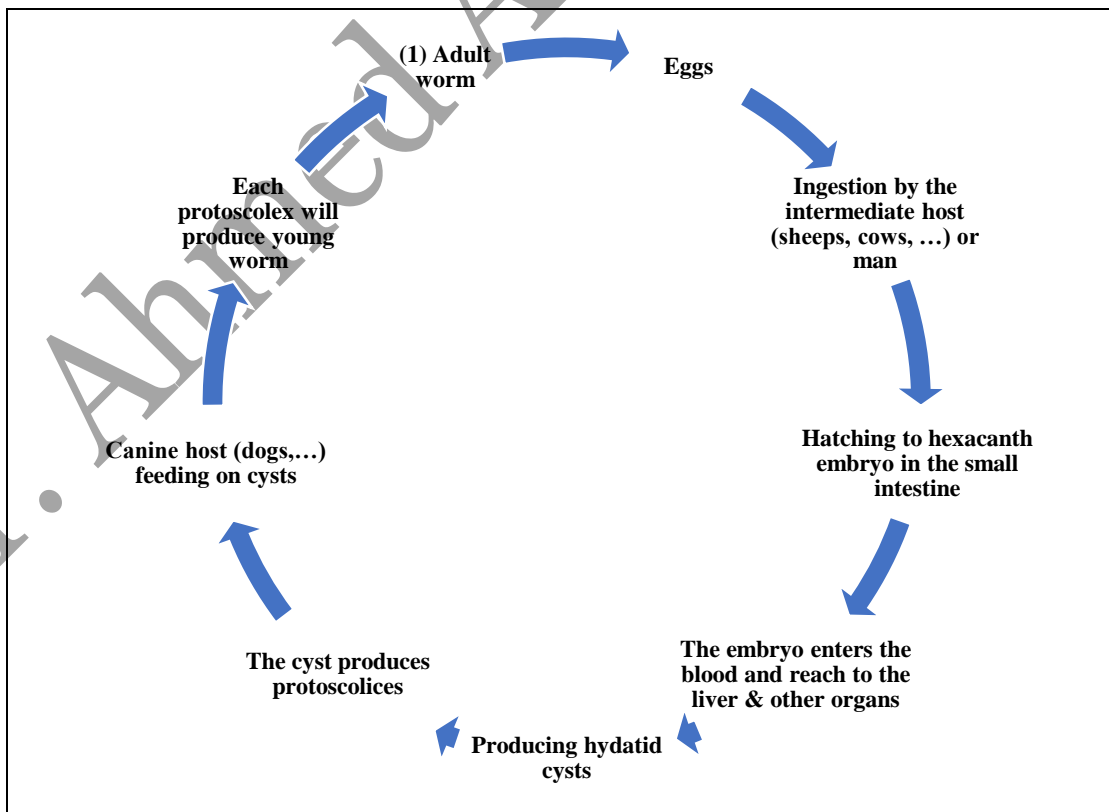 (1) Adult
worm
Eggs
Ingestion by the
intermediate host
(sheeps, cows, …) or
man
Hatching to hexacanth
embryo in the small
intestine
The embryo enters the
blood and reach to the
liver & other organs
Producing hydatid
cysts
The cyst produces
protoscolices
Canine host (dogs,…)
feeding on cysts
Each
protoscolex will
produce young
worm
Ahmed A